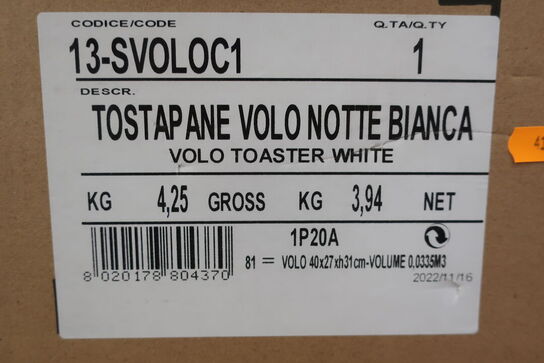 CODICE/CODE Q.TA/Q.TY
13-SVOLOC1 1
DESCR.
TOSTAPANE VOLO NOTTE BIANCA
VOLO TOASTER WHITE
KG 4,25 GROSS KG 3,94 NET
1P20A
81 = VOLO 40x27xh31cm-VOLUME 0.0335M3
8 020178 804370
2022/11/16
41